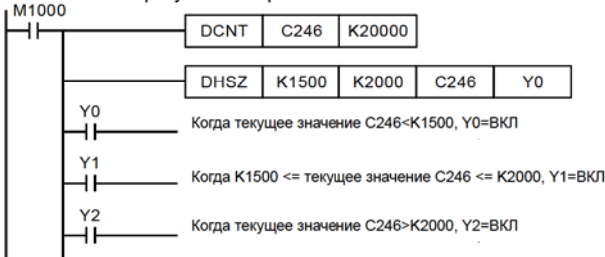 M1000
DCNT C246 K20000
DHSZ K1500 K2000 C246 Y0
Y0
Когда текущее значение C246<K1500, Y0=ВКЛ
Y1
Когда K1500 <= текущее значение C246 <= K2000, Y1=ВКЛ
Y2
Когда текущее значение C246>K2000, Y2=ВКЛ